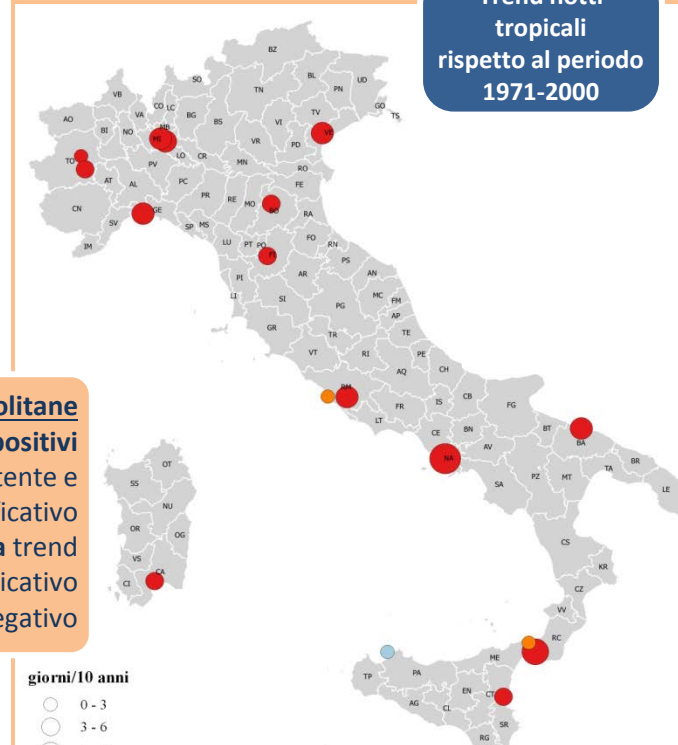 Trend notti
tropicali
rispetto al periodo
1971-2000
BZ
SO
BL
UD
TN
PN
VB
CO LC
TV
GO
AO
VA
BG
VI
TS
BI
NO
BS
MI
VR
PD
VE
TO
LO
CR
MN
PV
RO
AT
AL
PC
FE
PR
RE
MO
BO
CN
GE
RA
SV
SP
MS
FO
LU
PT
PO
RN
IM
FI
PS
PI
AR
AN
LI
SI
MC
FM
AP
PG
GR
TE
TR
VT
RI
PE
AQ
CH
RM
CB
FR
IS
FG
LT
BT
CE
BN
BA
AV
NA
TA
BR
SA
PZ
MT
LE
OT
SS
NU
OR
OG
CS
VS
KR
CI
CA
CZ
VV
RC
ME
TP
PA
EN
CT
AG
CL
SR
RG
olitane
positivi
tente e
icativo
a trend
icativo
egativo
giorni/10 anni
0 - 3
3 - 6